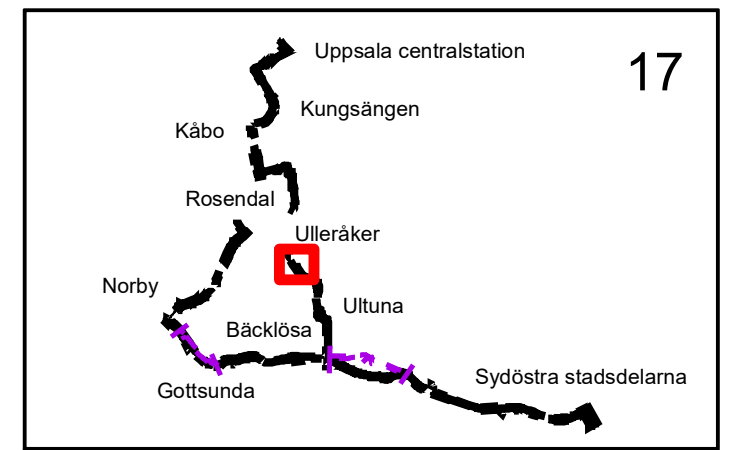 Uppsala centralstation
17
Kungsängen
Kåbo
Rosendal
Ulleråker
Norby
Ultuna
Bäcklösa
Sydöstra stadsdelarna
Gottsunda